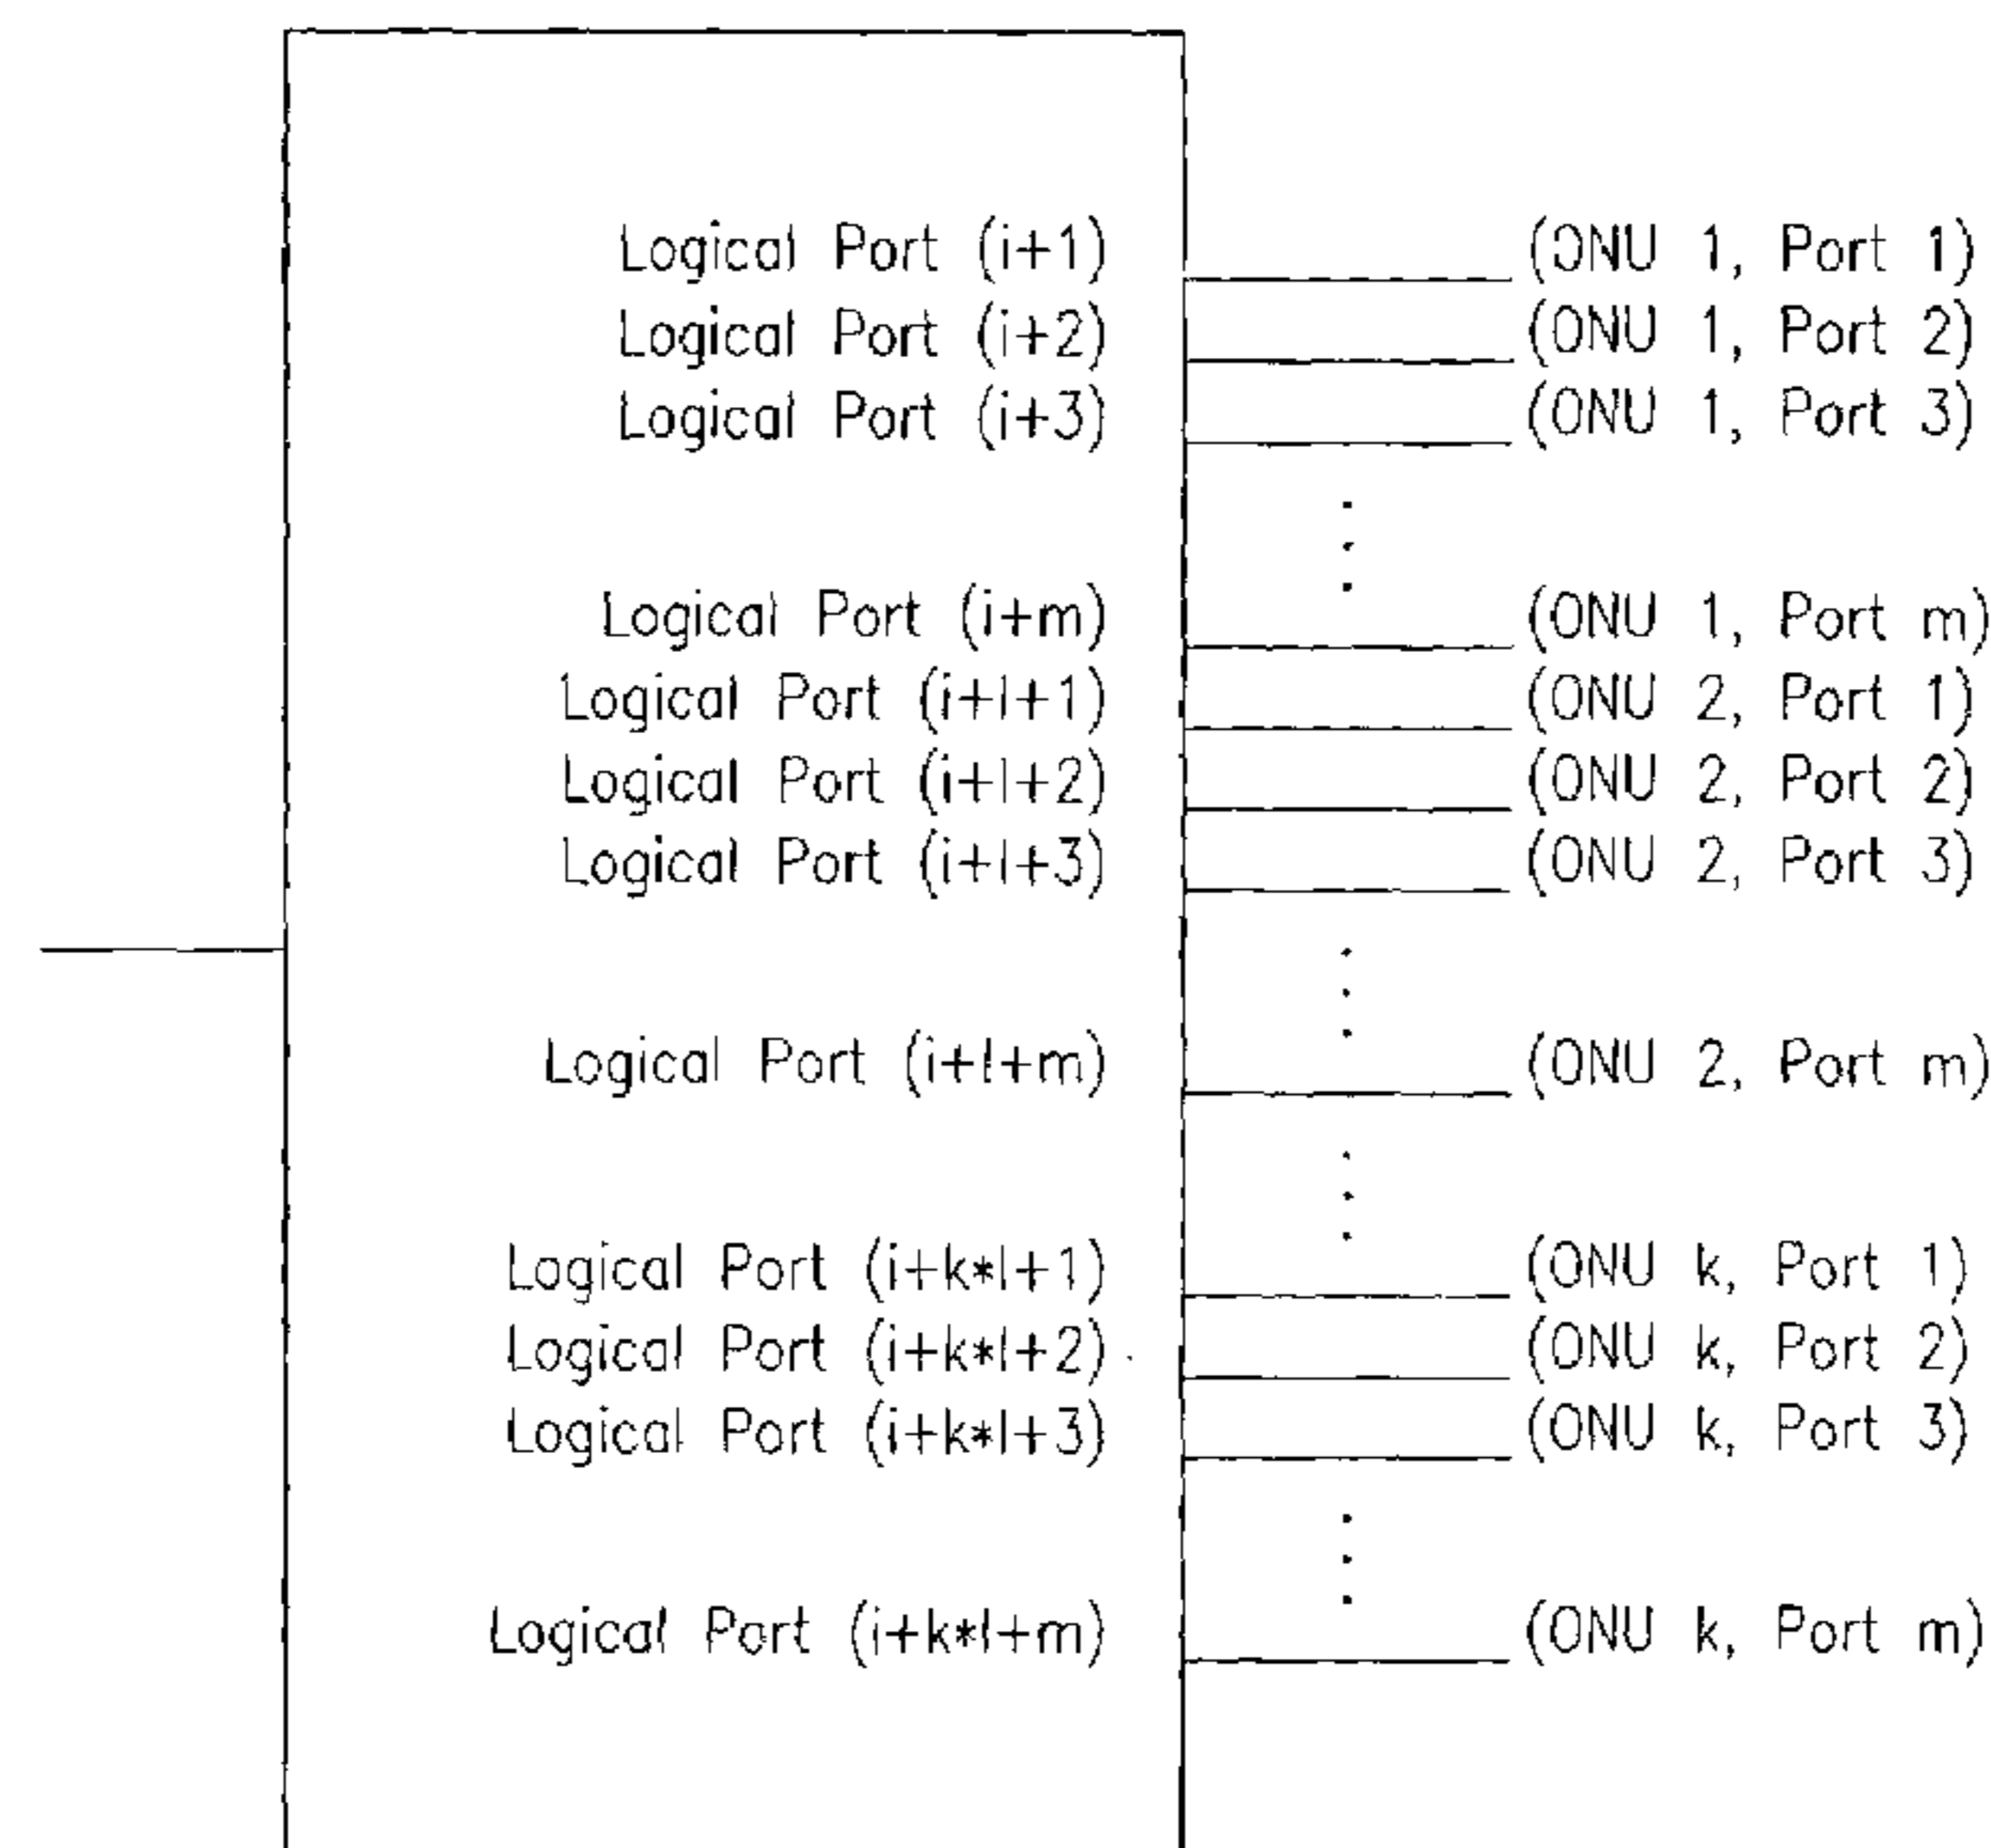 Logical Port (i+1) (ONU 1, Port 1)
Logical Port (i+2) (ONU 1, Port 2)
Logical Port (i+3) (ONU 1, Port 3)
Logical Port (i+m) (ONU 1, Port m)
Logical Port (i+l+1) (ONU 2, Port 1)
Logical Port (i+l+2) (ONU 2, Port 2)
Logical Port (i+l+3) (ONU 2, Port 3)
Logical Port (i+l+m) (ONU 2, Port m)
Logical Port (i+k*l+1) (ONU k, Port 1)
Logical Port (i+k*l+2) (ONU k, Port 2)
Logical Port (i+k*l+3) (ONU k, Port 3)
Logical Port (i+k*l+m) (ONU k, Port m)